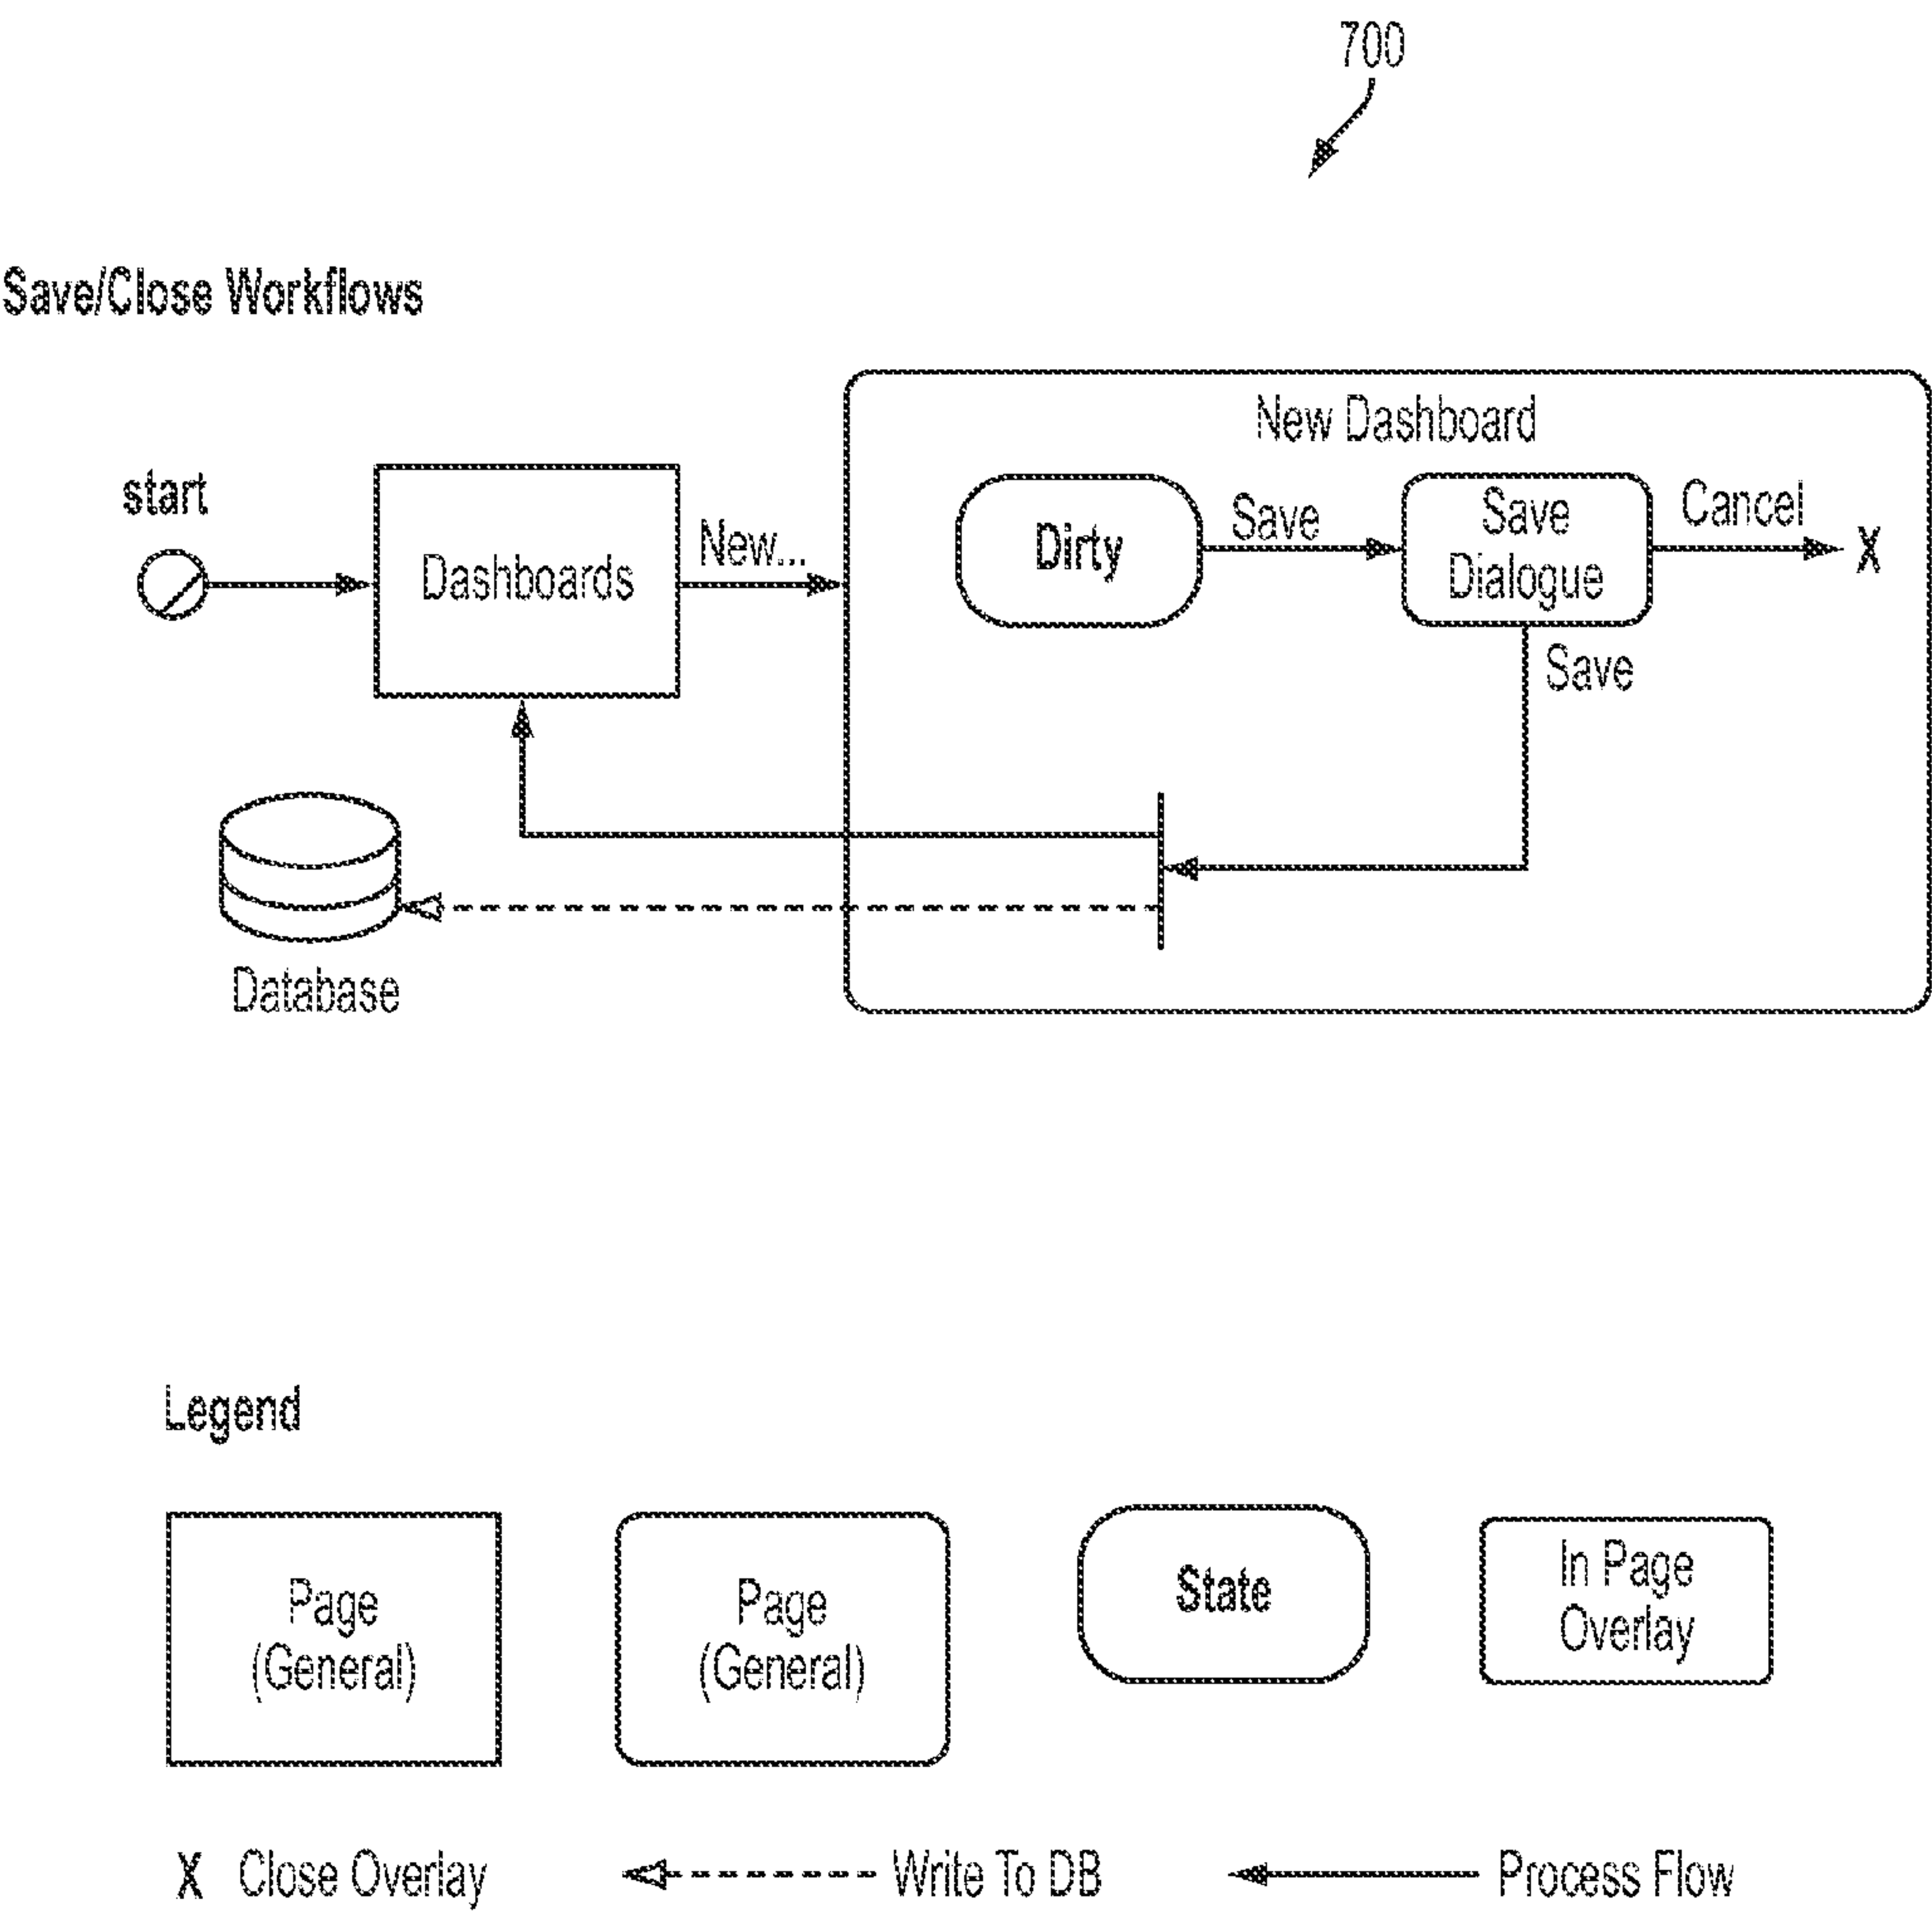 700
Save/Close Workflows
New Dashboard
start
Dashboards
New...
Dirty
Save
Save
Dialogue
Cancel
X
Save
Database
Legend
Page
(General)
Page
(General)
State
In Page
Overlay
X Close Overlay
Write To DB
Process Flow